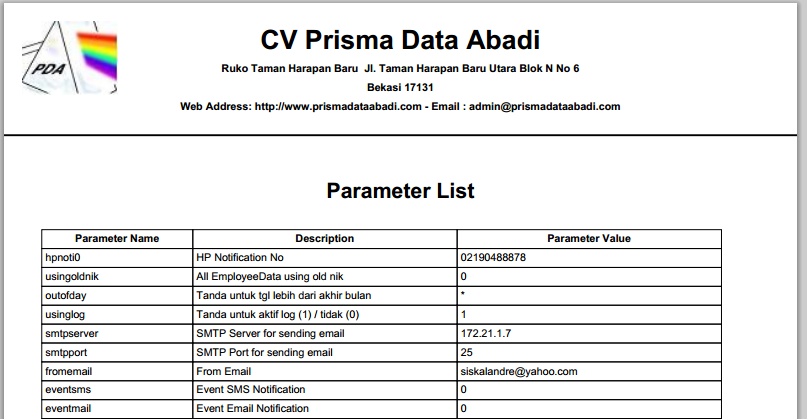 PDA
CV Prisma Data Abadi
Ruko Taman Harapan Baru Jl. Taman Harapan Baru Utara Blok N No 6
Bekasi 17131
Web Address: http://www.prismadataabadi.com - Email : admin@prismadataabadi.com
Parameter List
Parameter Name Description Parameter Value
hpnoti0 HP Notification No 02190488878
usingoldnik All EmployeeData using old nik 0
outofday Tanda untuk tgl lebih dari akhir bulan *
usinglog Tanda untuk aktif log (1) / tidak (0) 1
smtpserver SMTP Server for sending email 172.21.1.7
smtpport SMTP Port for sending email 25
fromemail From Email siskalandre@yahoo.com
eventsms Event SMS Notification 0
eventmail Event Email Notification 0